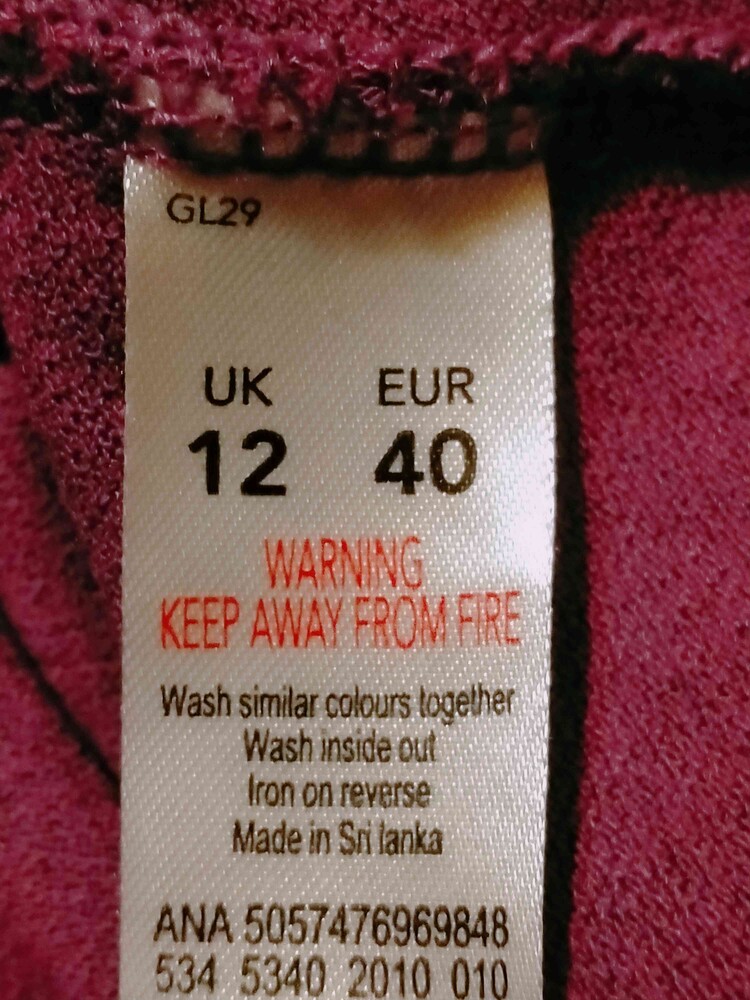 GL29
UK EUR
12 40
WARNING
KEEP AWAY FROM FIRE
Wash similar colours together
Wash inside out
Iron on reverse
Made in Sri lanka
ANA 5057476969848
534 5340 2010 010